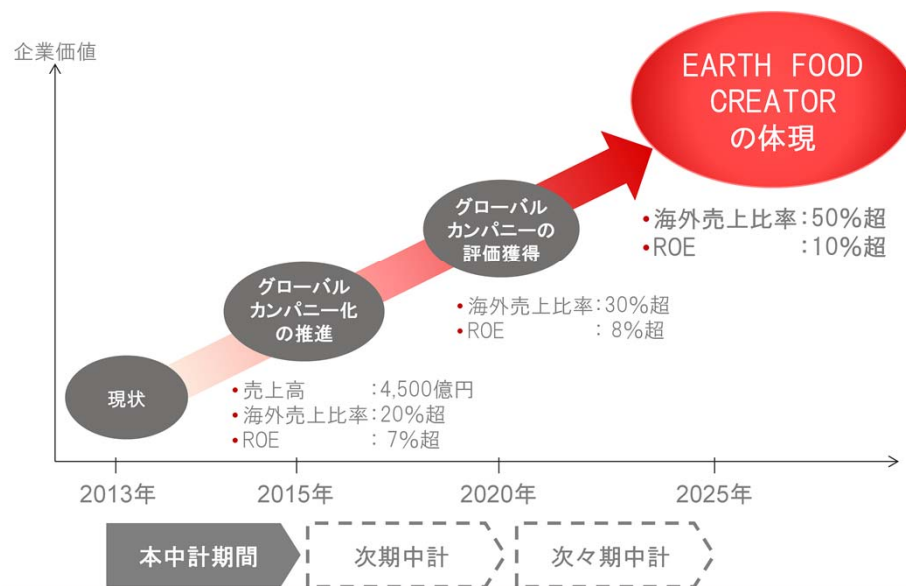 企業価値
EARTH FOOD
CREATOR
の体現
・海外売上比率:50%超
・ROE :10%超
グローバル
カンパニーの
評価獲得
・海外売上比率:30%超
・ROE : 8%超
グローバル
カンパニー化
の推進
・売上高 :4,500億円
・海外売上比率:20%超
・ROE : 7%超
現状
2013年 2015年 2020年 2025年
本中計期間 次期中計 次々期中計